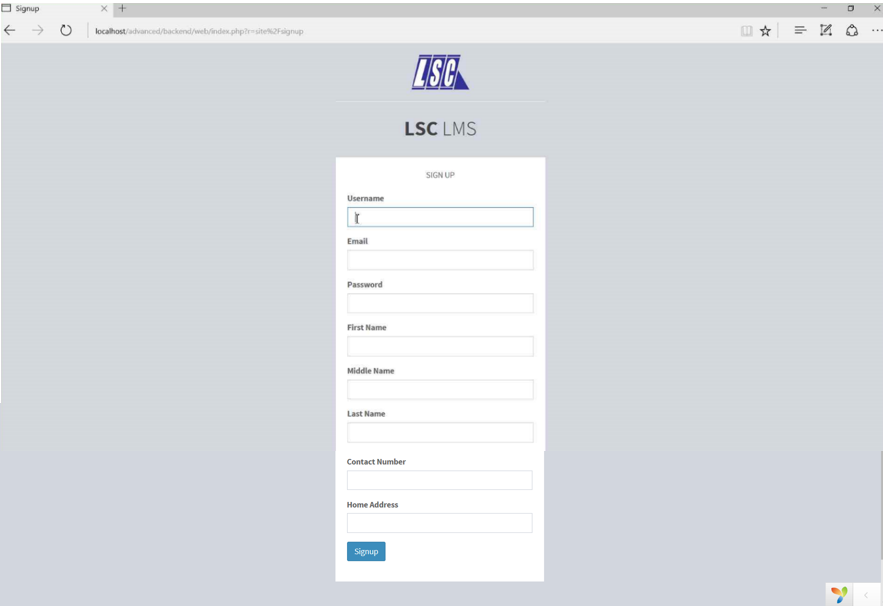 Signup
localhost/advanced/backend/web/index.php?r=site%2Fsignup
LSC
LSC LMS
SIGN UP
Username
Email
Password
First Name
Middle Name
Last Name
Contact Number
Home Address
Signup